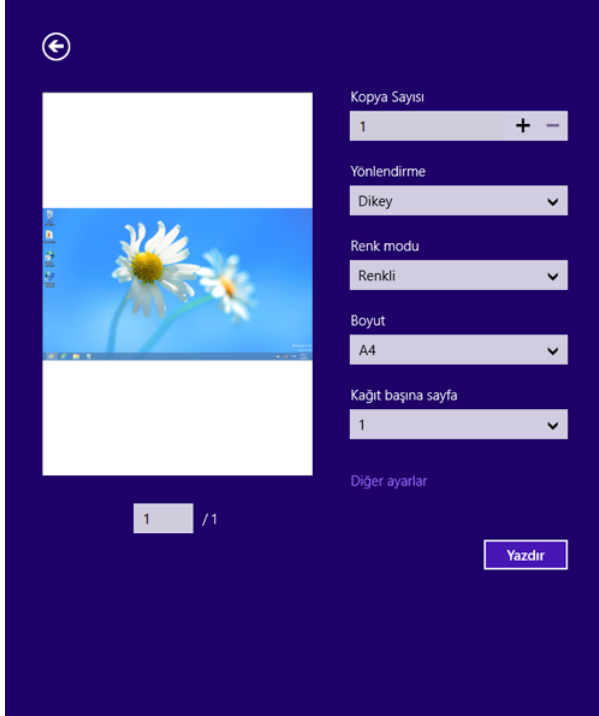 Kopya Sayısı
1
Yönlendirme
Dikey
Renk modu
Renkli
Boyut
A4
Kağıt başına sayfa
1
Diğer ayarlar
1 / 1
Yazdır